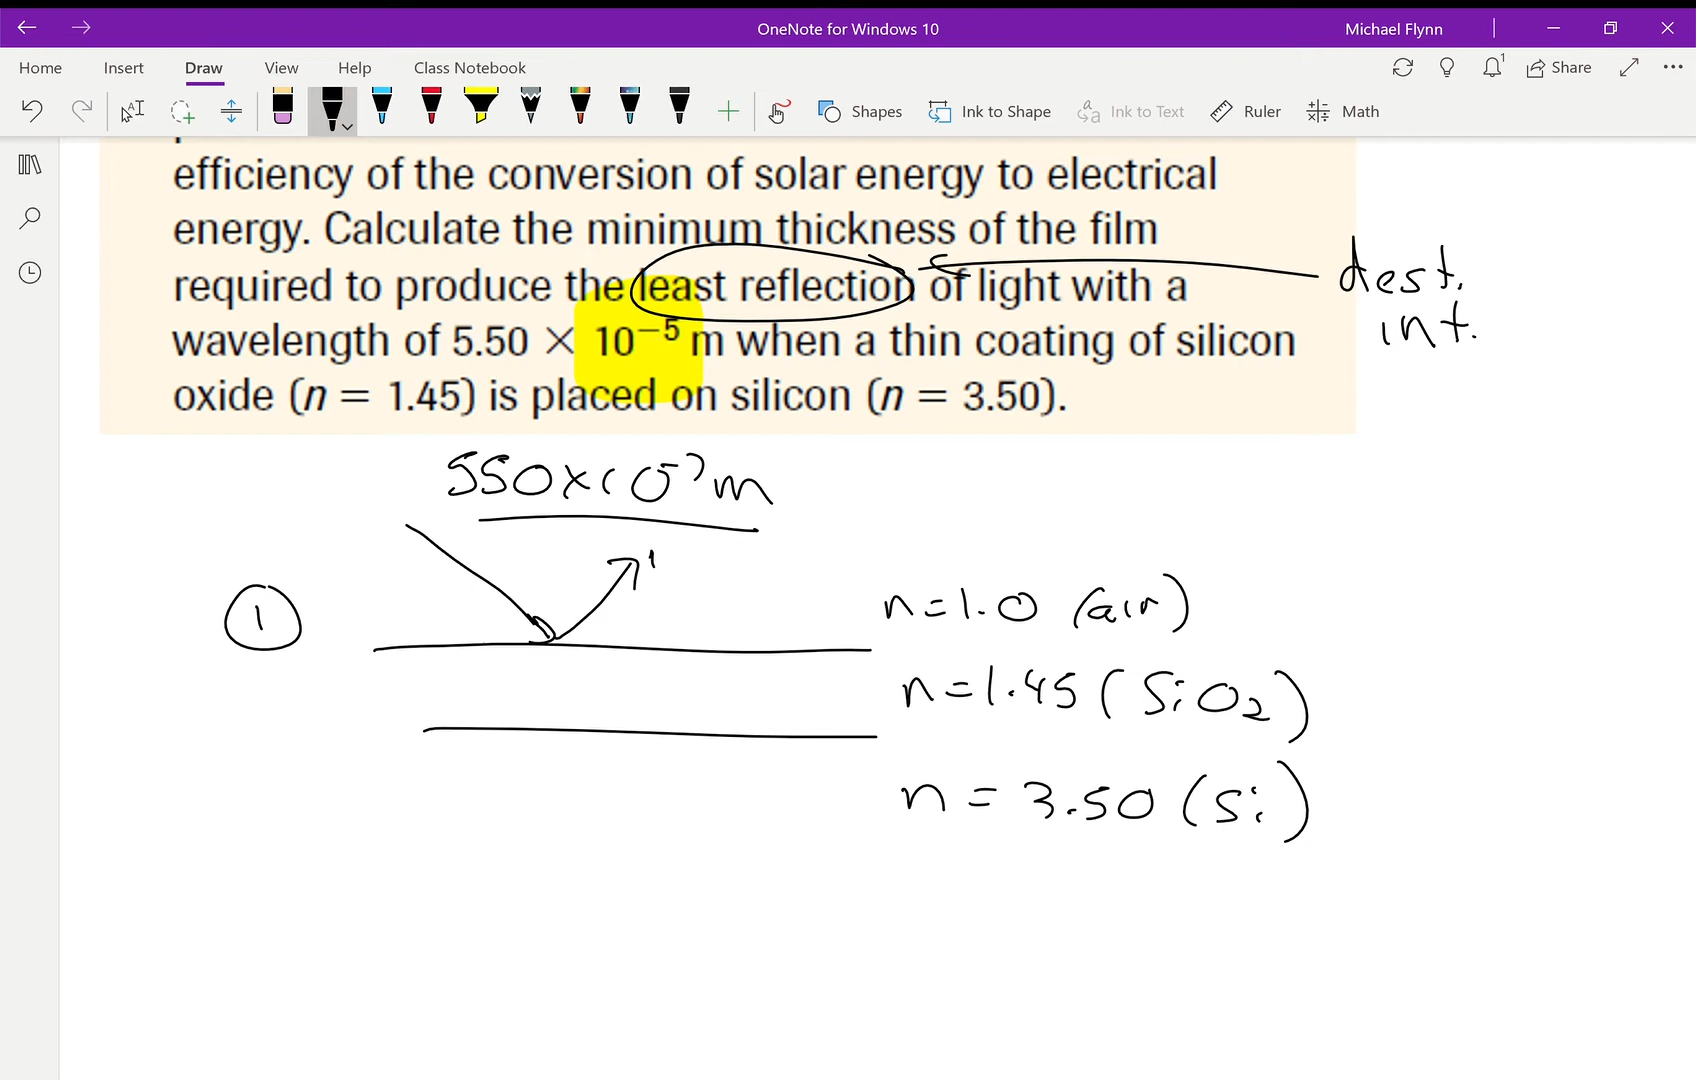 OneNote for Windows 10
Michael Flynn
Home Insert Draw View Help Class Notebook
1 Share
Shapes Ink to Shape Ink to Text Ruler Math
efficiency of the conversion of solar energy to electrical
energy. Calculate the minimum thickness of the film
required to produce the least reflection of light with a
wavelength of 5.50 × 10⁻⁵ m when a thin coating of silicon
oxide (n = 1.45) is placed on silicon (n = 3.50).
dest.
int.
m
1
1
n=1.0 (air)
n=1.45 (SiO₂)
n = 3.50 (Si)